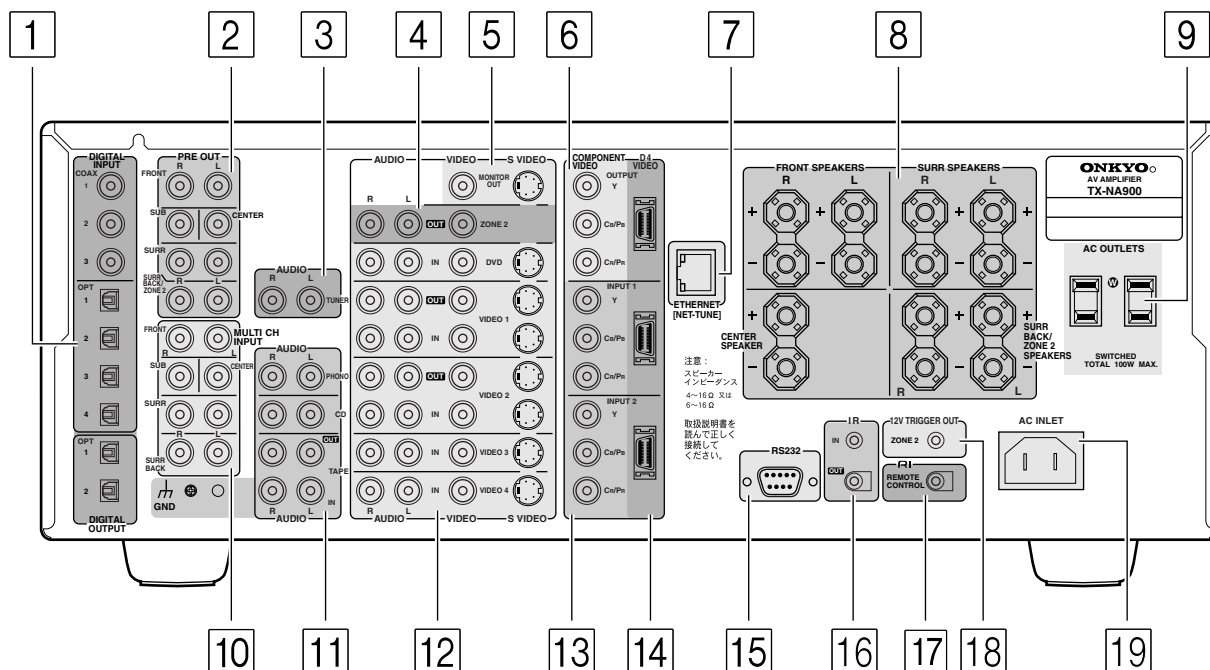 1 2 3 4 5 6 7 8 9
DIGITAL
INPUT
COAX
1
2
3
OPT
1
2
3
4
OPT
1
2
DIGITAL
OUTPUT
PRE OUT
R L
FRONT
SUB CENTER
SURR
SURR
BACK/
ZONE 2
R L
FRONT
MULTI CH
INPUT
R L
SUB CENTER
SURR
R L
SURR
BACK
GND
AUDIO
R L
TUNER
AUDIO
R L
PHONO
CD
OUT
TAPE
IN
R L
AUDIO
AUDIO VIDEO S VIDEO
MONITOR
OUT
R L
OUT ZONE 2
IN DVD
OUT
VIDEO 1
IN
OUT
VIDEO 2
IN
IN VIDEO 3
IN VIDEO 4
R L
AUDIO VIDEO S VIDEO
COMPONENT
VIDEO
D4
VIDEO
OUTPUT
Y
CB/PB
CR/PR
INPUT 1
Y
CB/PB
CR/PR
INPUT 2
Y
CB/PB
CR/PR
ETHERNET
[NET-TUNE]
注意:
スピーカー
インピーダンス
4〜16Ω 又は
6〜16Ω
取扱説明書を
読んで正しく
接続して
ください。
FRONT SPEAKERS
R L
SURR SPEAKERS
R L
+ + + +
− − − −
CENTER
SPEAKER
+ + +
− − −
SURR
BACK/
ZONE 2
SPEAKERS
R L
RS232
IR
IN
OUT
12V TRIGGER OUT
ZONE 2
RI
REMOTE
CONTROL
ONKYO
AV AMPLIFIER
TX-NA900
AC OUTLETS
W
SWITCHED
TOTAL 100W MAX.
AC INLET
10 11 12 13 14 15 16 17 18 19